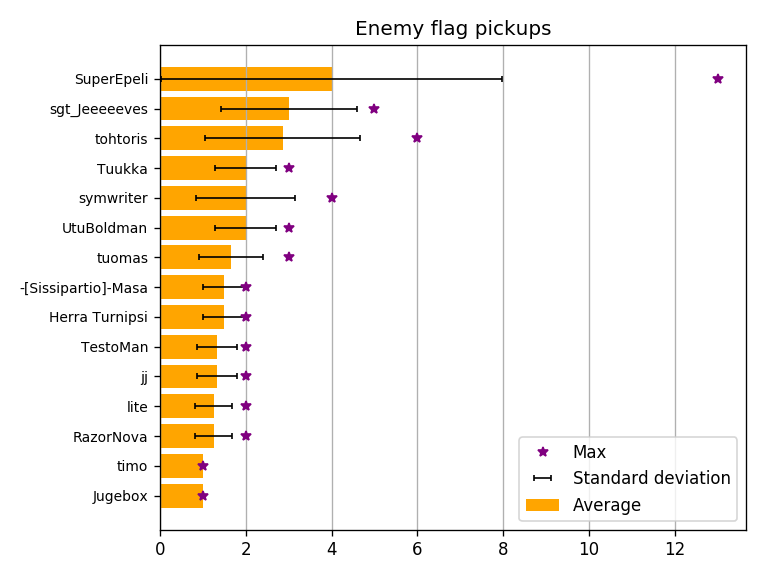 Enemy flag pickups
SuperEpeli
sgt_Jeeeeeves
tohtoris
Tuukka
symwriter
UtuBoldman
tuomas
-[Sissipartio]-Masa
Herra Turnipsi
TestoMan
jj
lite
RazorNova
timo
Jugebox
Max
Standard deviation
Average
0 2 4 6 8 10 12